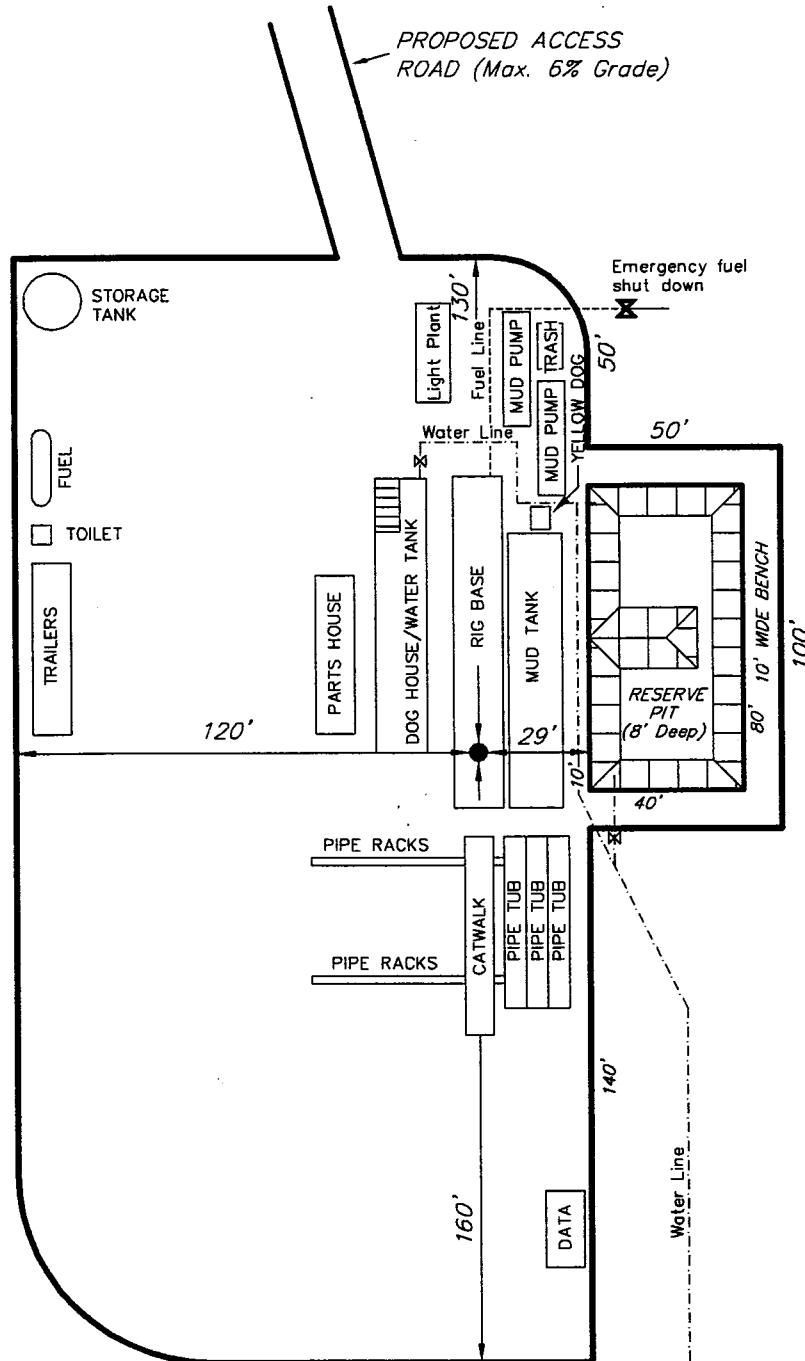 PROPOSED ACCESS
ROAD (Max. 6% Grade)
STORAGE
TANK
Light Plant
130'
Fuel Line
MUD PUMP
TRASH
Emergency fuel
shut down
50'
MUD PUMP
YELLOW DOG
Water Line
50'
FUEL
TOILET
TRAILERS
PARTS HOUSE
DOG HOUSE/WATER TANK
RIG BASE
MUD TANK
RESERVE
PIT
(8' Deep)
80'
10' WIDE BENCH
100'
120'
29'
10'
40'
PIPE RACKS
PIPE RACKS
CATWALK
PIPE TUB
PIPE TUB
PIPE TUB
140'
160'
DATA
Water Line